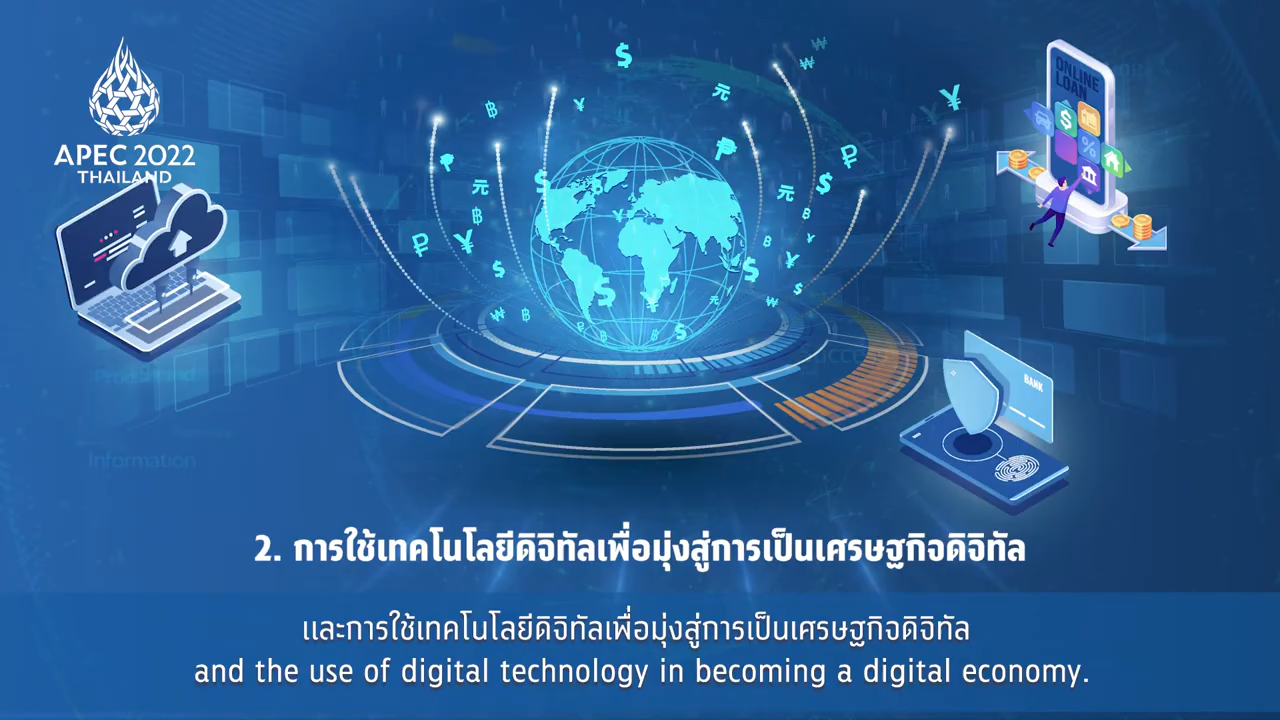 APEC 2022
THAILAND
ONLINE
LOAN
BANK
Information
2. การใช้เทคโนโลยีดิจิทัลเพื่อมุ่งสู่การเป็นเศรษฐกิจดิจิทัล
และการใช้เทคโนโลยีดิจิทัลเพื่อมุ่งสู่การเป็นเศรษฐกิจดิจิทัล
and the use of digital technology in becoming a digital economy.